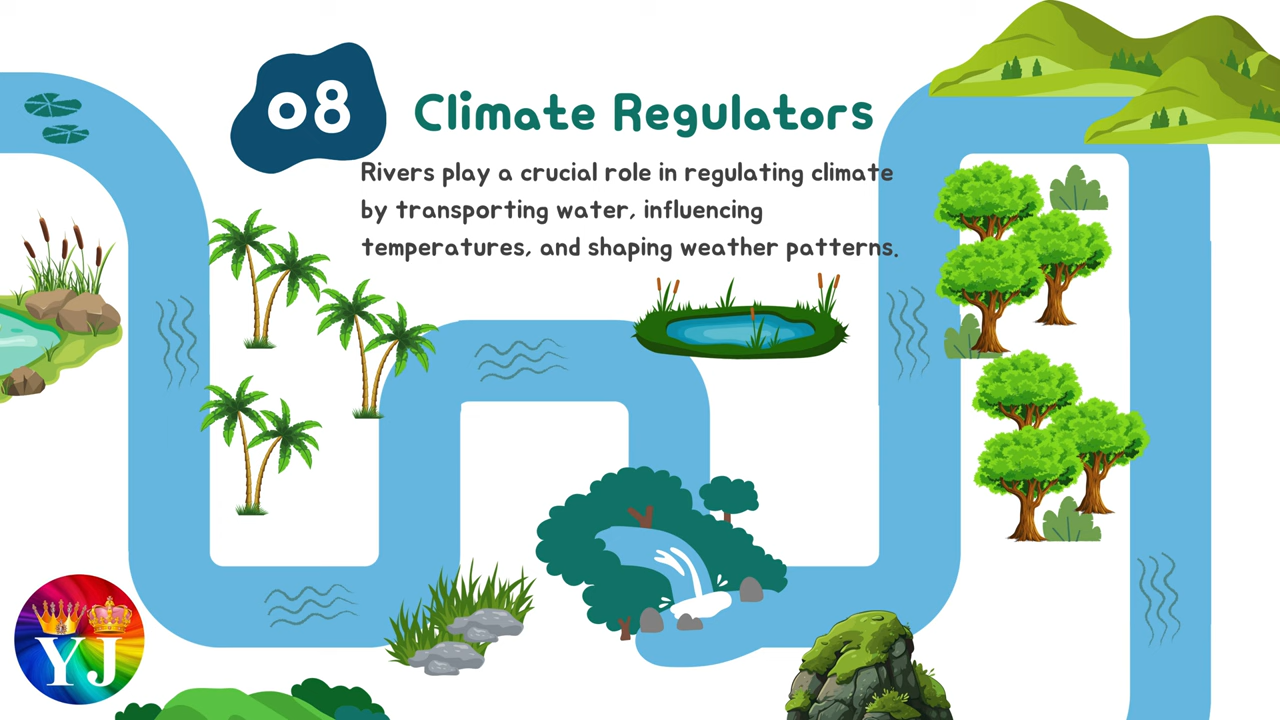 08
Climate Regulators
Rivers play a crucial role in regulating climate
by transporting water, influencing
temperatures, and shaping weather patterns.
YJ